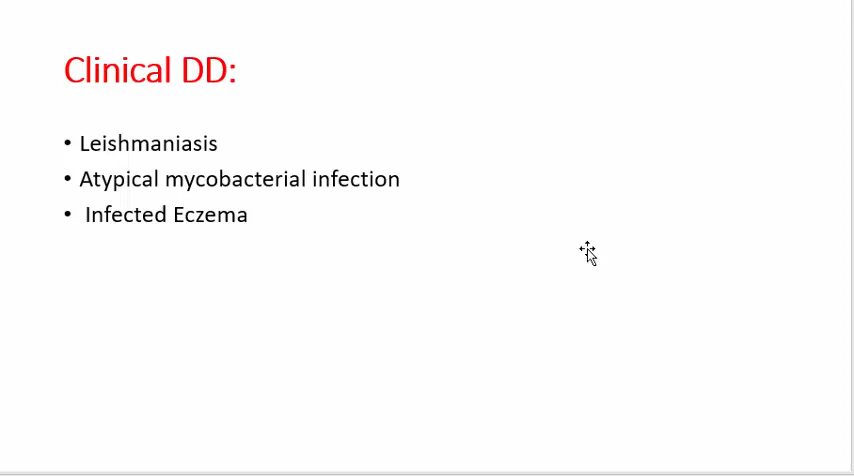 Clinical DD:
• Leishmaniasis
• Atypical mycobacterial infection
• Infected Eczema